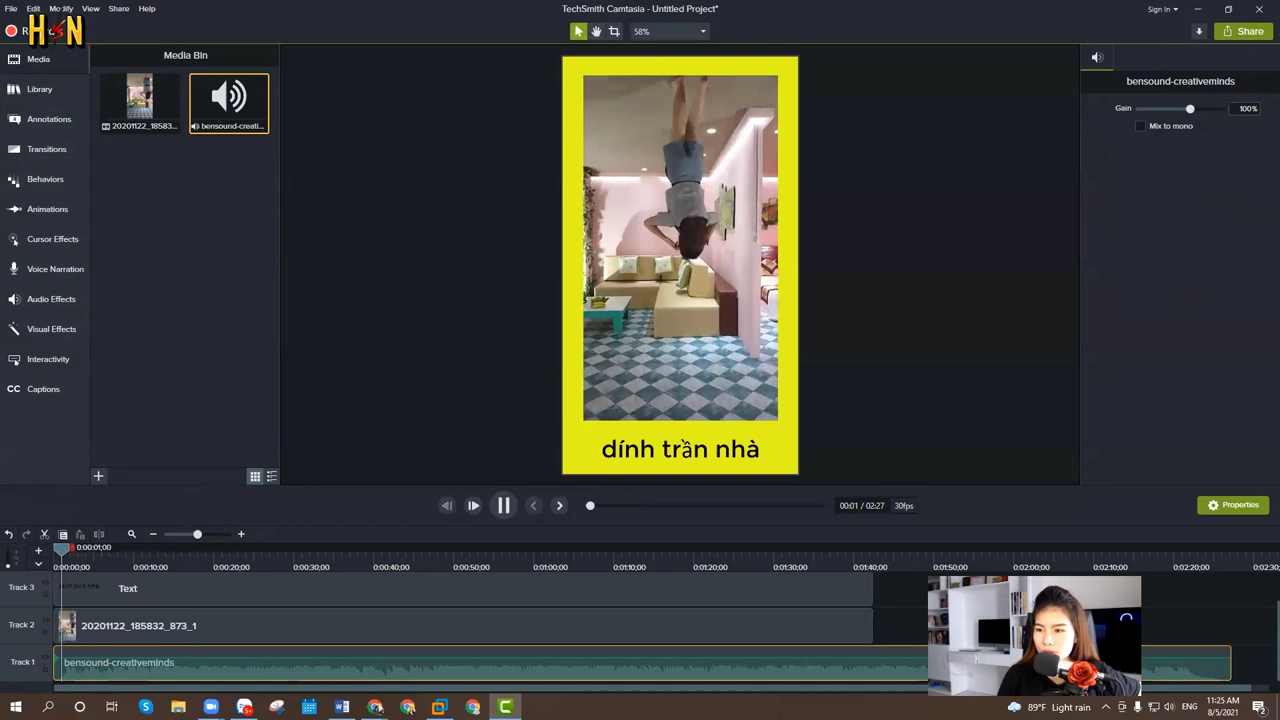 File Edit Modify View Share Help
TechSmith Camtasia - Untitled Project*
Sign In
H&N
58%
Share
Media
Library
Annotations
Transitions
Behaviors
Animations
Cursor Effects
Voice Narration
Audio Effects
Visual Effects
Interactivity
CC Captions
Media Bin
20201122_18583...
bensound-creati...
dính trần nhà
bensound-creativeminds
Gain 100%
Mix to mono
00:01 / 02:27 30fps
Properties
0:00:01;00
0:00:00;00 0:00:10;00 0:00:20;00 0:00:30;00 0:00:40;00 0:00:50;00 0:01:00;00 0:01:10;00 0:01:20;00 0:01:30;00 0:01:40;00 0:01:50;00 0:02:00;00 0:02:10;00 0:02:20;00
Track 3 dính trần nhà Text
Track 2 20201122_185832_873_1
Track 1 bensound-creativeminds
89°F Light rain
11:25 AM
8/5/2021